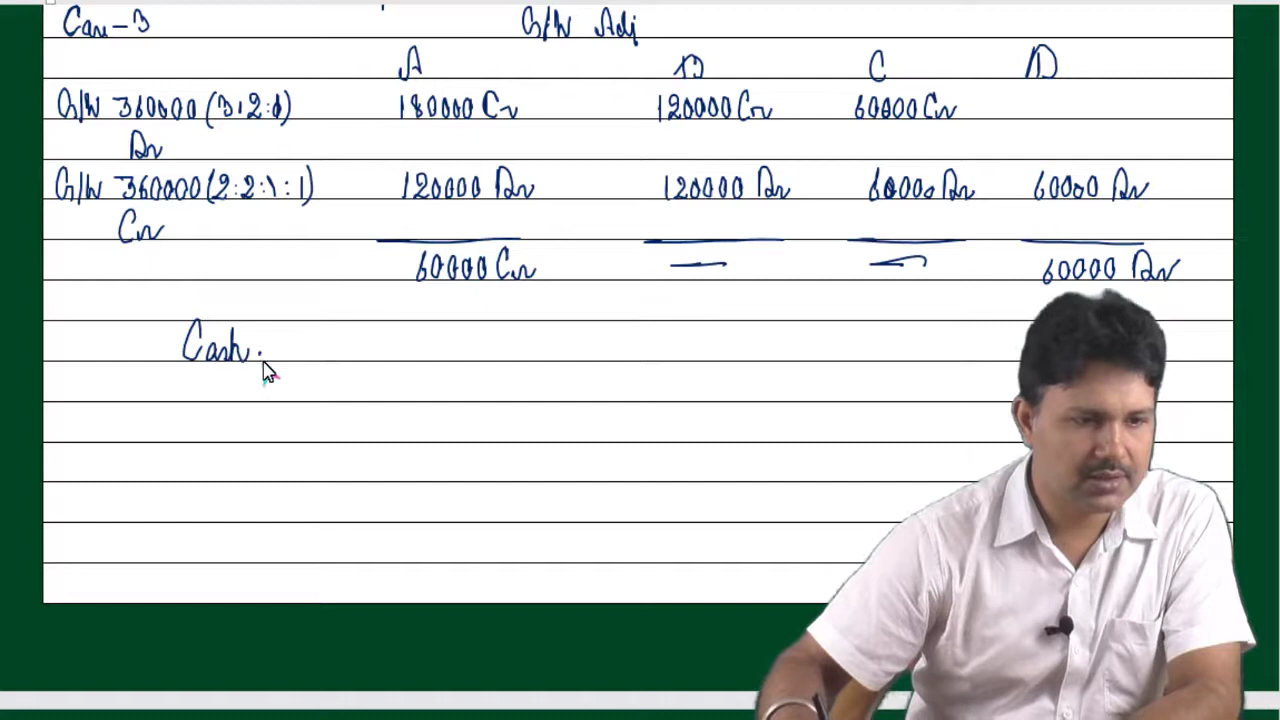 Case-3 G/W Adj
A B C D
G/W 360000 (3:2:1) 180000 Cr 120000 Cr 60000 Cr
Dr
G/W 360000 (2:2:1:1) 120000 Dr 120000 Dr 60000 Dr 60000 Dr
Cr
60000 Cr — — 60000 Dr
Cash